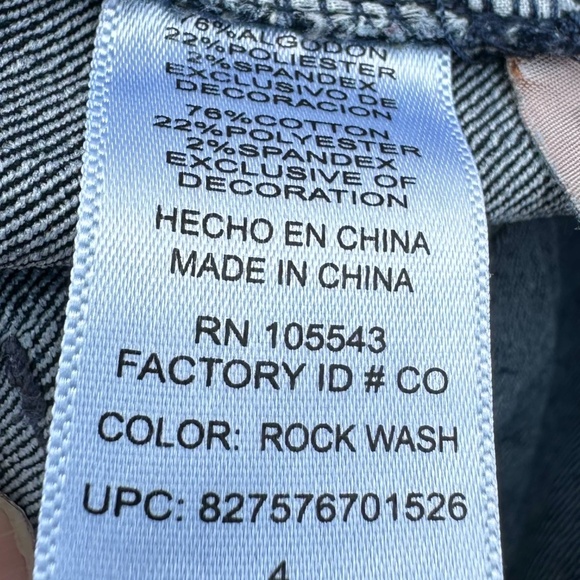 76%ALGODON
22%POLIESTER
2%SPANDEX
EXCLUSIVO DE
DECORACION
76%COTTON
22%POLYESTER
2%SPANDEX
EXCLUSIVE OF
DECORATION
HECHO EN CHINA
MADE IN CHINA
RN 105543
FACTORY ID # CO
COLOR: ROCK WASH
UPC: 827576701526
4